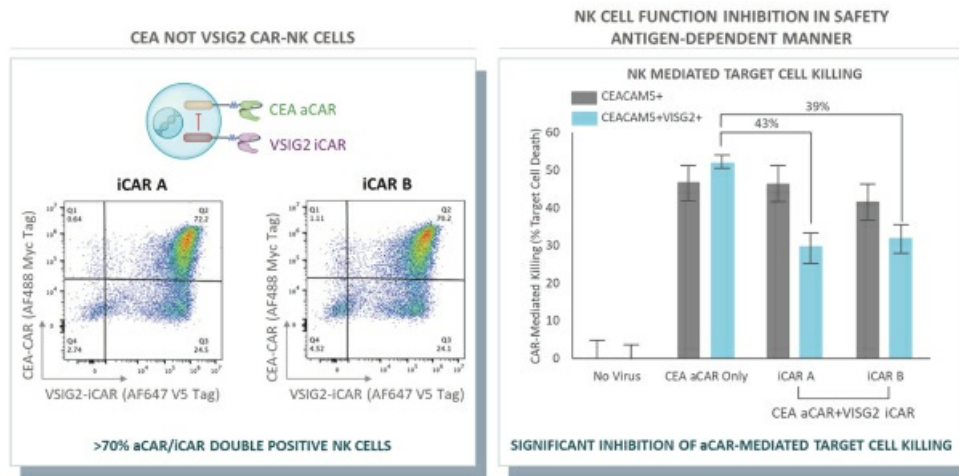 CEA NOT VSIG2 CAR-NK CELLS
CEA aCAR
VSIG2 iCAR
iCAR A
iCAR B
CEA-CAR (AF488 Myc Tag)
Q1
0.64
Q2
72.2
Q4
2.74
Q3
24.5
VSIG2-iCAR (AF647 V5 Tag)
CEA-CAR (AF488 Myc Tag)
Q1
1.11
Q2
70.2
Q4
4.52
Q3
24.1
VSIG2-iCAR (AF647 V5 Tag)
>70% aCAR/iCAR DOUBLE POSITIVE NK CELLS
NK CELL FUNCTION INHIBITION IN SAFETY
ANTIGEN-DEPENDENT MANNER
NK MEDIATED TARGET CELL KILLING
CEACAM5+
CEACAM5+VISG2+
39%
43%
CAR-Mediated Killing (% Target Cell Death)
60
50
40
30
20
10
0
No Virus
CEA aCAR Only
iCAR A
iCAR B
CEA aCAR+VISG2 iCAR
SIGNIFICANT INHIBITION OF aCAR-MEDIATED TARGET CELL KILLING